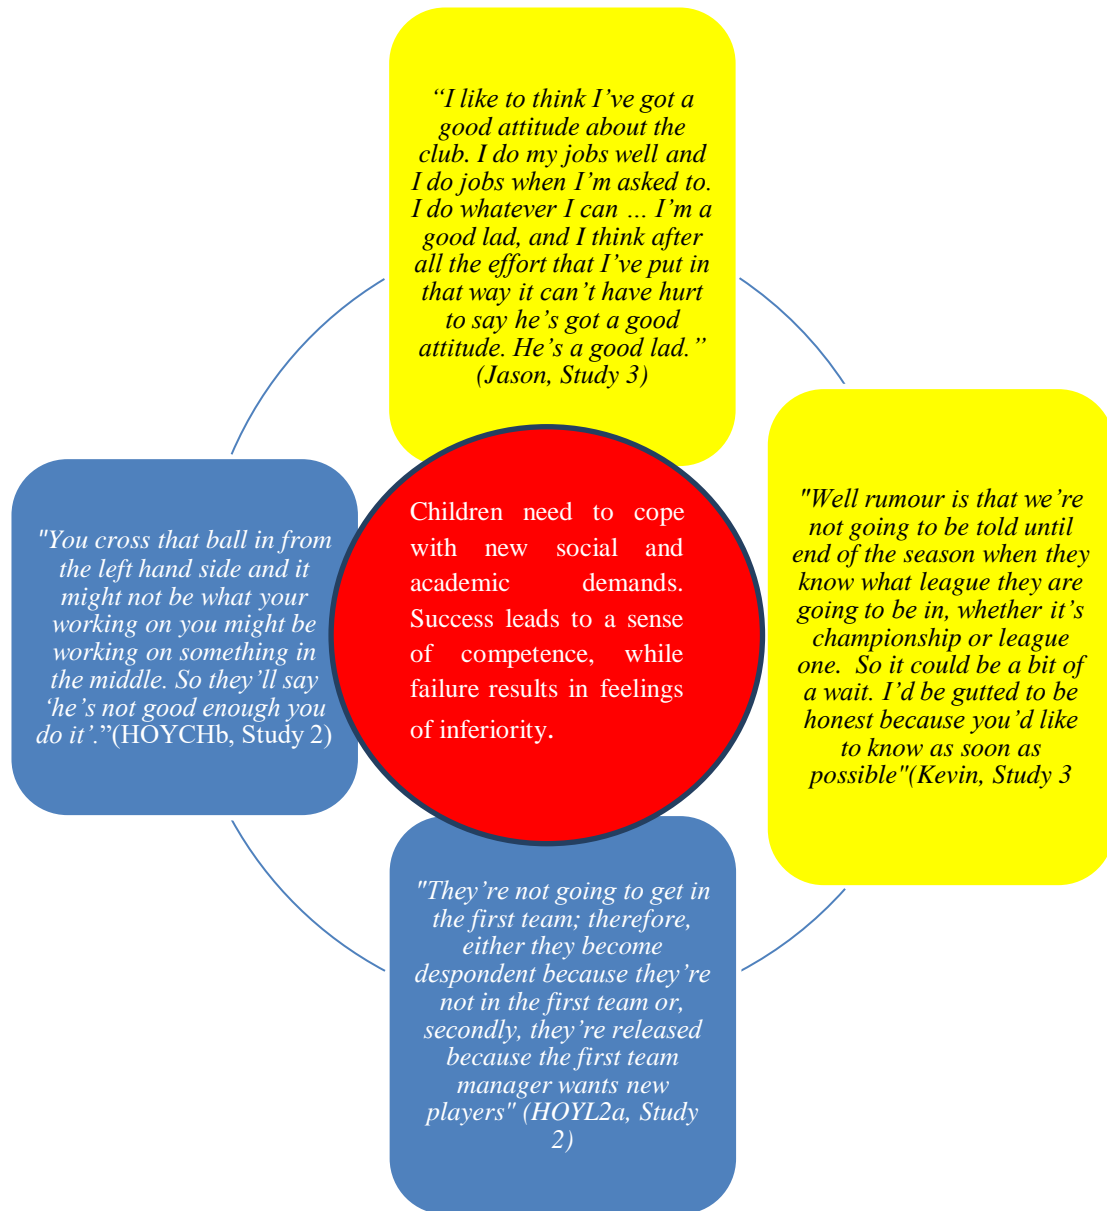 “I like to think I’ve got a
good attitude about the
club. I do my jobs well and
I do jobs when I’m asked to.
I do whatever I can … I’m a
good lad, and I think after
all the effort that I’ve put in
that way it can’t have hurt
to say he’s got a good
attitude. He’s a good lad.”
(Jason, Study 3)
"Well rumour is that we’re
not going to be told until
end of the season when they
know what league they are
going to be in, whether it’s
championship or league
one. So it could be a bit of
a wait. I’d be gutted to be
honest because you’d like
to know as soon as
possible"(Kevin, Study 3
"They’re not going to get in
the first team; therefore,
either they become
despondent because they’re
not in the first team or,
secondly, they’re released
because the first team
manager wants new
players" (HOYL2a, Study
2)
"You cross that ball in from
the left hand side and it
might not be what your
working on you might be
working on something in
the middle. So they’ll say
‘he’s not good enough you
do it’.”(HOYCHb, Study 2)
Children need to cope
with new social and
academic demands.
Success leads to a sense
of competence, while
failure results in feelings
of inferiority.